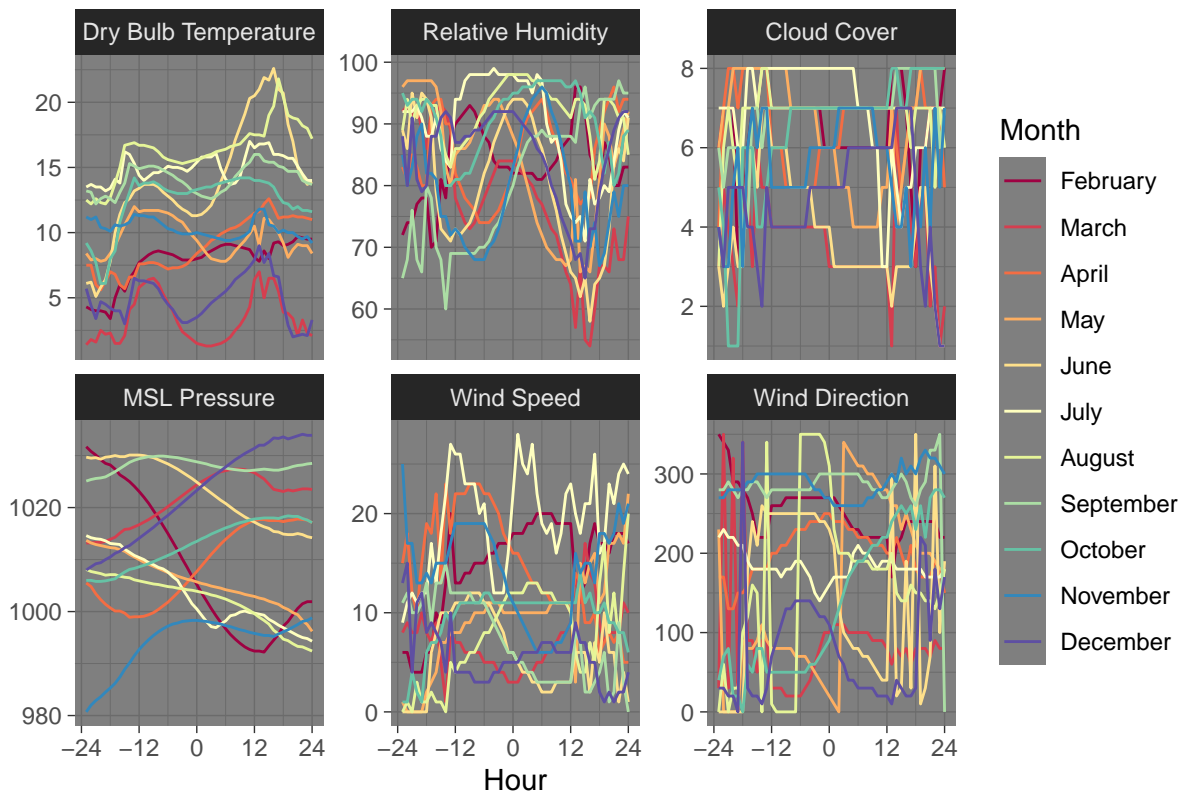 Dry Bulb Temperature
Relative Humidity
Cloud Cover
20
15
10
5
100
90
80
70
60
8
6
4
2
MSL Pressure
Wind Speed
Wind Direction
1020
1000
980
20
10
0
300
200
100
0
−24 −12 0 12 24
−24 −12 0 12 24
−24 −12 0 12 24
Hour
Month
February
March
April
May
June
July
August
September
October
November
December